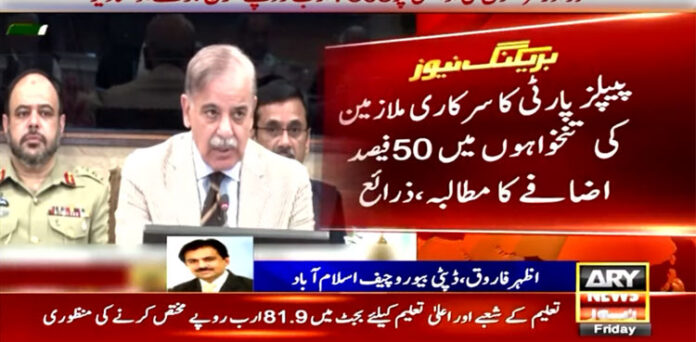 بریکنگ نیوز
پیپلز پارٹی کا سرکاری ملازمین
کی تنخواہوں میں 50 فیصد
اضافے کا مطالبہ، ذرائع
اظہر فاروق، ڈپٹی بیورو چیف اسلام آباد
تعلیم کے شعبے اور اعلیٰ تعلیم کیلئے بجٹ میں 81.9 ارب روپے مختص کرنے کی منظوری
ARY
NEWS
نیوز
Friday